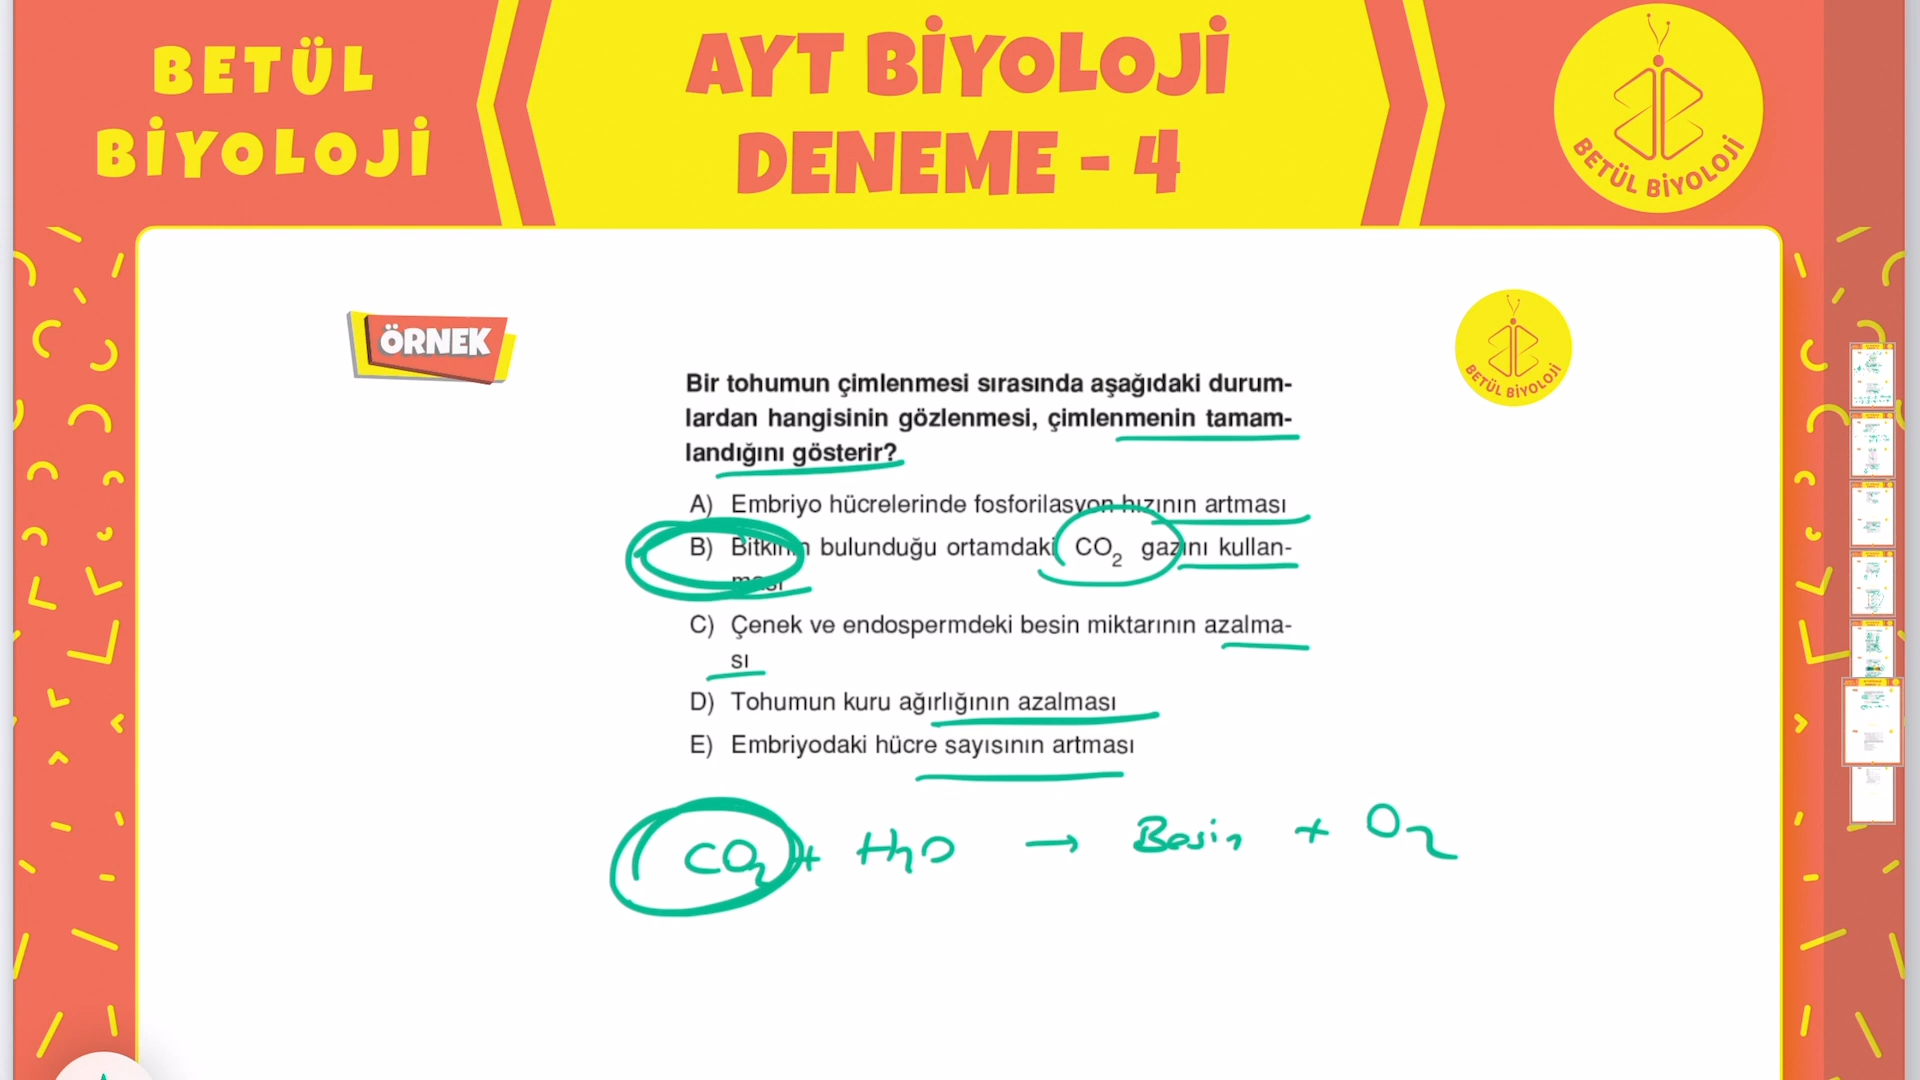 BETÜL
BİYOLOJİ
AYT BİYOLOJİ
DENEME - 4
BETÜL BİYOLOJİ
ÖRNEK
BETÜL BİYOLOJİ
Bir tohumun çimlenmesi sırasında aşağıdaki durum-
lardan hangisinin gözlenmesi, çimlenmenin tamam-
landığını gösterir?
A) Embriyo hücrelerinde fosforilasyon hızının artması
B) Bitkinin bulunduğu ortamdaki CO₂ gazını kullan-
ması
C) Çenek ve endospermdeki besin miktarının azalma-
sı
D) Tohumun kuru ağırlığının azalması
E) Embriyodaki hücre sayısının artması
CO₂ + H₂O → Besin + O₂